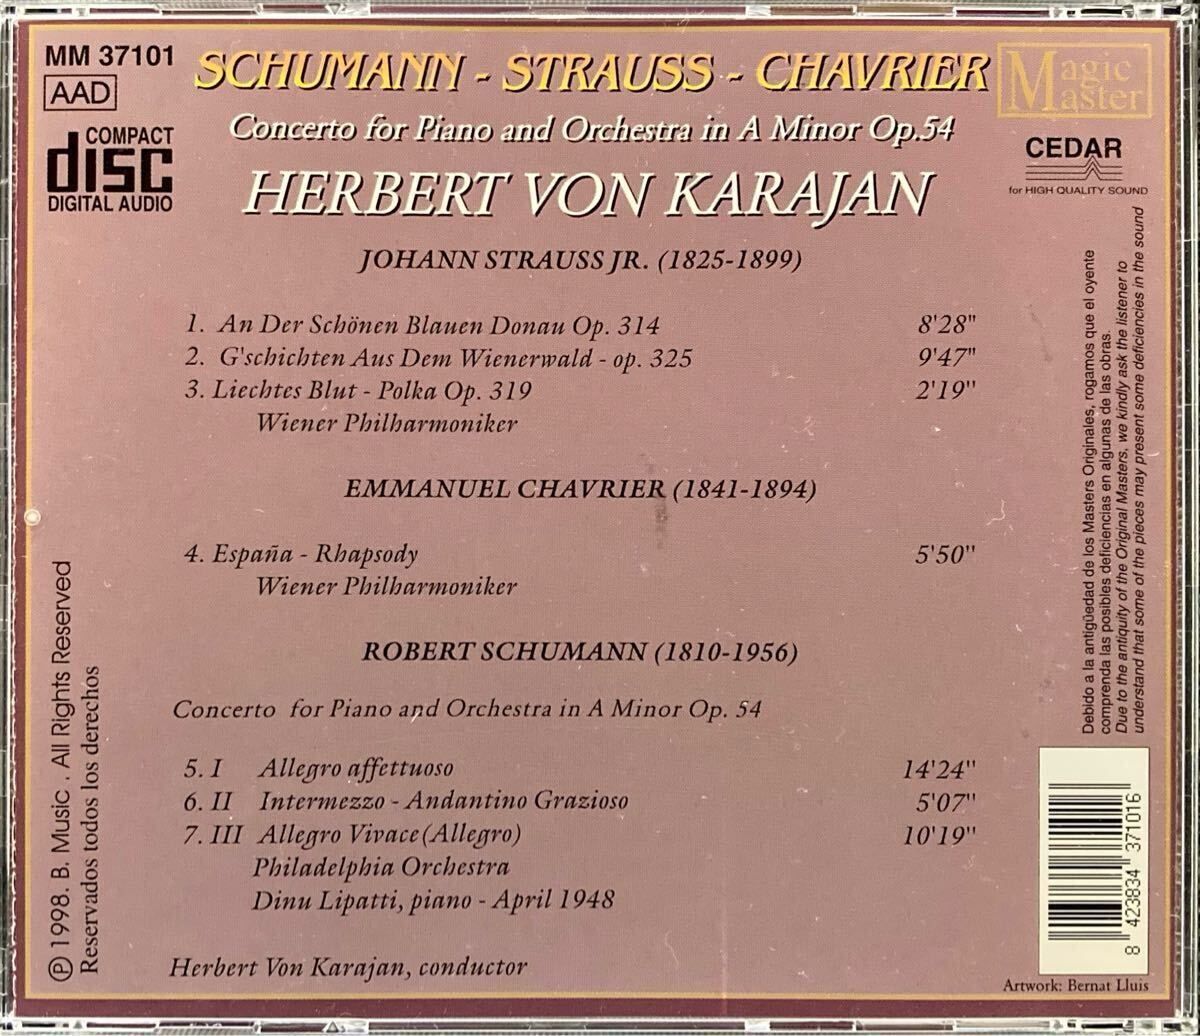 MM 37101
AAD
COMPACT
disc
DIGITAL AUDIO
SCHUMANN - STRAUSS - CHAVRIER
Concerto for Piano and Orchestra in A Minor Op.54
HERBERT VON KARAJAN
Magic
Master
CEDAR
for HIGH QUALITY SOUND
JOHANN STRAUSS JR. (1825-1899)
1. An Der Schönen Blauen Donau Op. 314 8'28"
2. G'schichten Aus Dem Wienerwald - op. 325 9'47"
3. Liechtes Blut - Polka Op. 319 2'19''
Wiener Philharmoniker
EMMANUEL CHAVRIER (1841-1894)
4. España - Rhapsody 5'50''
Wiener Philharmoniker
ROBERT SCHUMANN (1810-1956)
Concerto for Piano and Orchestra in A Minor Op. 54
5. I Allegro affettuoso 14'24''
6. II Intermezzo - Andantino Grazioso 5'07''
7. III Allegro Vivace (Allegro) 10'19''
Philadelphia Orchestra
Dinu Lipatti, piano - April 1948
Herbert Von Karajan, conductor
℗ 1998. B. Music . All Rights Reserved
Reservados todos los derechos
Debido a la antigüedad de los Masters Originales, rogamos que el oyente
comprenda las posibles deficiencias en algunas de las obras.
Due to the antiquity of the Original Masters, we kindly ask the listener to
understand that some of the pieces may present some deficiencies in the sound
8 423834 371016
Artwork: Bernat Lluis